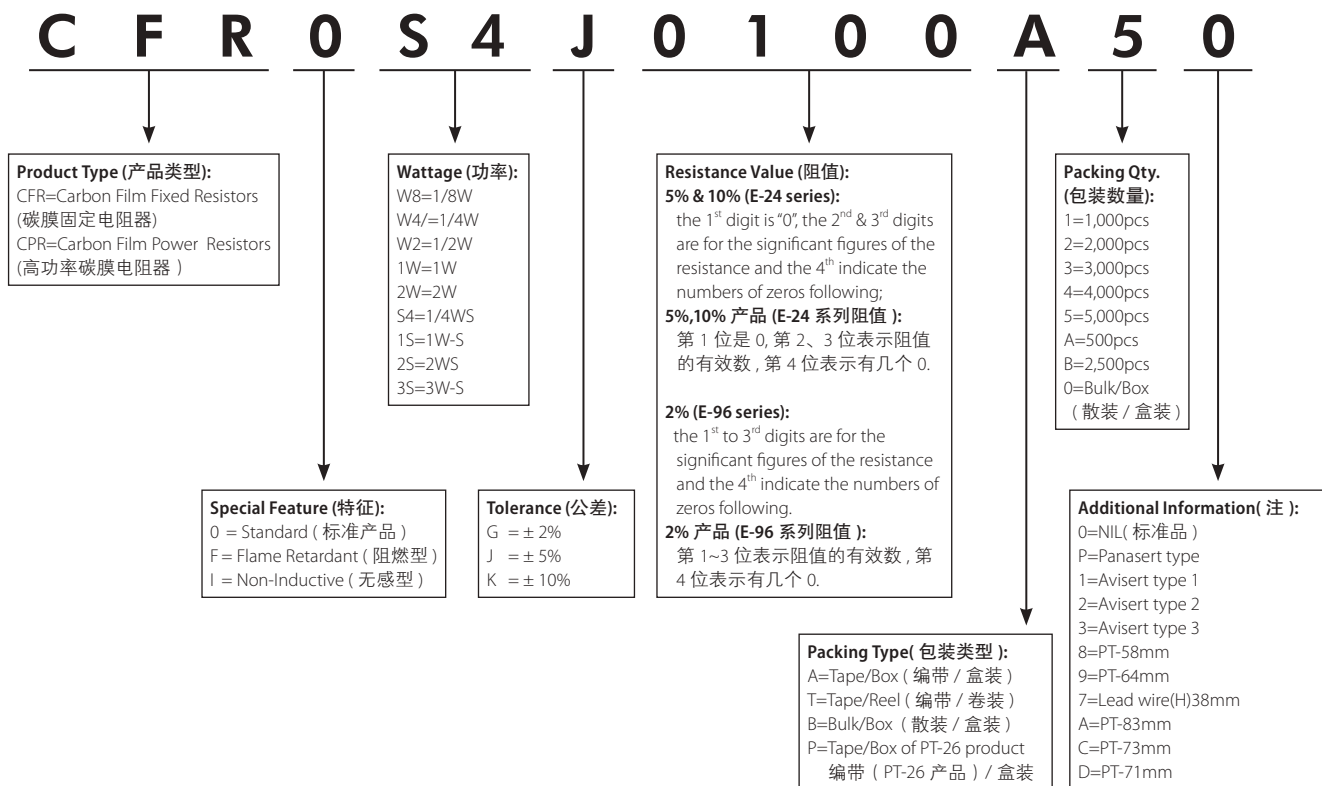 C F R 0 S 4 J 0 1 0 0 A 5 0
Product Type (产品类型):
CFR=Carbon Film Fixed Resistors
(碳膜固定电阻器)
CPR=Carbon Film Power Resistors
(高功率碳膜电阻器 )
Wattage (功率):
W8=1/8W
W4/=1/4W
W2=1/2W
1W=1W
2W=2W
S4=1/4WS
1S=1W-S
2S=2WS
3S=3W-S
Resistance Value (阻值):
5% & 10% (E-24 series):
the 1st digit is "0", the 2nd & 3rd digits
are for the significant figures of the
resistance and the 4th indicate the
numbers of zeros following;
5%,10% 产品 (E-24 系列阻值 ):
第 1 位是 0, 第 2、3 位表示阻值
的有效数 , 第 4 位表示有几个 0.
2% (E-96 series):
the 1st to 3rd digits are for the
significant figures of the resistance
and the 4th indicate the numbers of
zeros following.
2% 产品 (E-96 系列阻值 ):
第 1~3 位表示阻值的有效数 , 第
4 位表示有几个 0.
Packing Qty.
(包装数量):
1=1,000pcs
2=2,000pcs
3=3,000pcs
4=4,000pcs
5=5,000pcs
A=500pcs
B=2,500pcs
0=Bulk/Box
( 散装 / 盒装 )
Special Feature (特征):
0 = Standard ( 标准产品 )
F = Flame Retardant ( 阻燃型 )
I = Non-Inductive ( 无感型 )
Tolerance (公差):
G = ± 2%
J = ± 5%
K = ± 10%
Packing Type( 包装类型 ):
A=Tape/Box ( 编带 / 盒装 )
T=Tape/Reel ( 编带 / 卷装 )
B=Bulk/Box ( 散装 / 盒装 )
P=Tape/Box of PT-26 product
编带 ( PT-26 产品 ) / 盒装
Additional Information( 注 ):
0=NIL( 标准品 )
P=Panasert type
1=Avisert type 1
2=Avisert type 2
3=Avisert type 3
8=PT-58mm
9=PT-64mm
7=Lead wire(H)38mm
A=PT-83mm
C=PT-73mm
D=PT-71mm